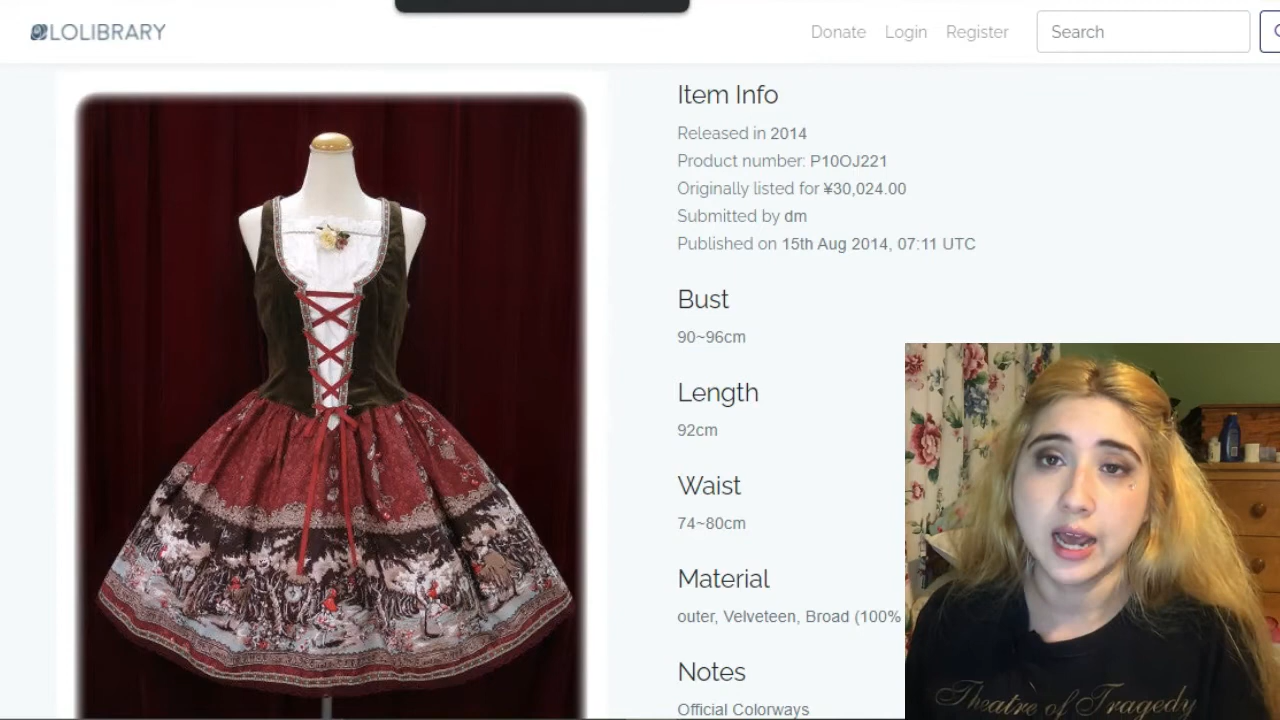 LOLIBRARY
Donate Login Register Search
Item Info
Released in 2014
Product number: P10OJ221
Originally listed for ¥30,024.00
Submitted by dm
Published on 15th Aug 2014, 07:11 UTC
Bust
90~96cm
Length
92cm
Waist
74~80cm
Material
outer, Velveteen, Broad (100%
Notes
Official Colorways
Theatre of Tragedy